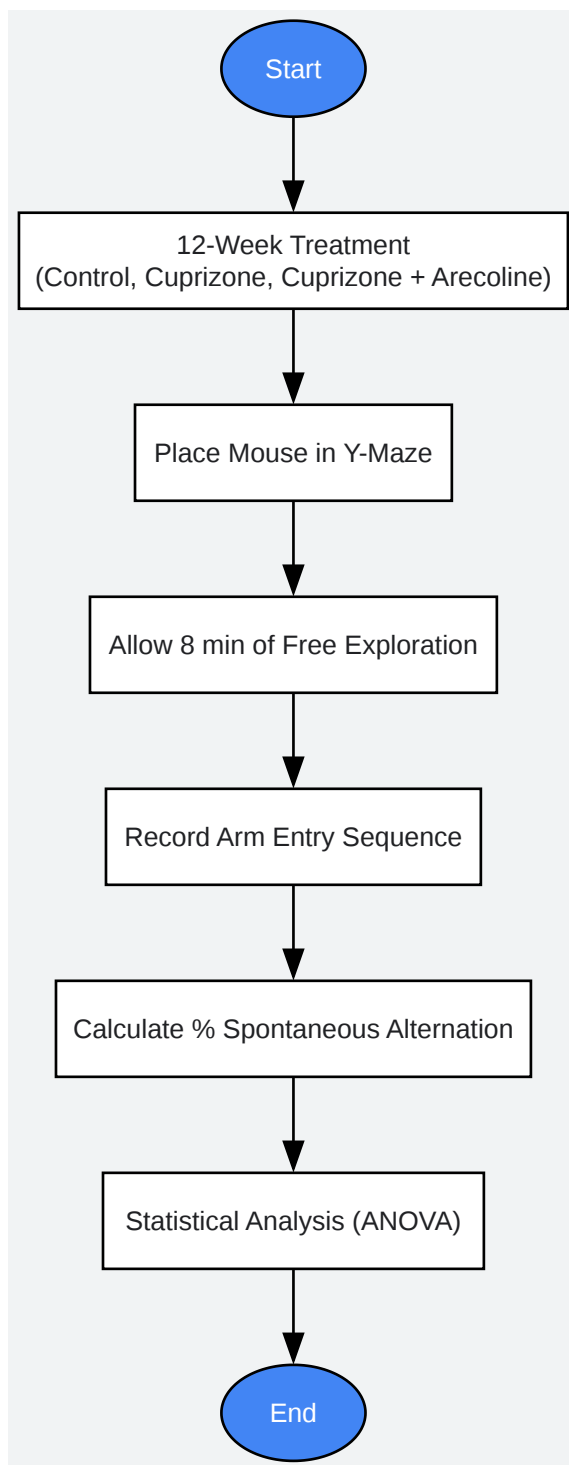 Start
12-Week Treatment
(Control, Cuprizone, Cuprizone + Arecoline)
Place Mouse in Y-Maze
Allow 8 min of Free Exploration
Record Arm Entry Sequence
Calculate % Spontaneous Alternation
Statistical Analysis (ANOVA)
End